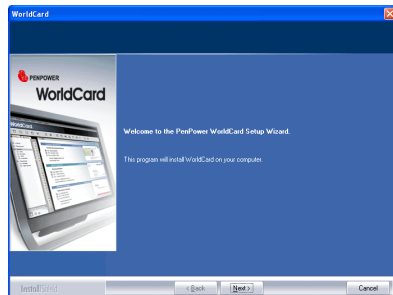 WorldCard
PENPOWER
WorldCard
WorldCard
Welcome to the PenPower WorldCard Setup Wizard.
This program will install WorldCard on your computer.
InstallShield
< Back
Next >
Cancel